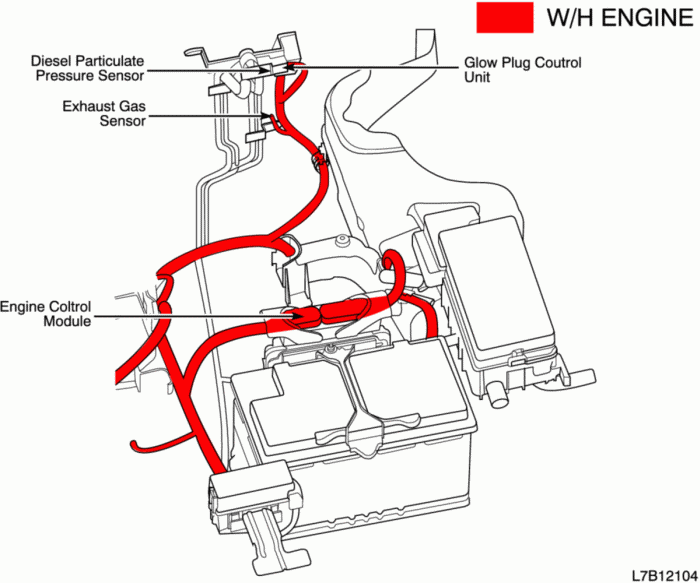 W/H ENGINE
Diesel Particulate
Pressure Sensor
Glow Plug Coutrol
Unit
Exhaust Gas
Sensor
Engine Coltrol
Module
L7B12104